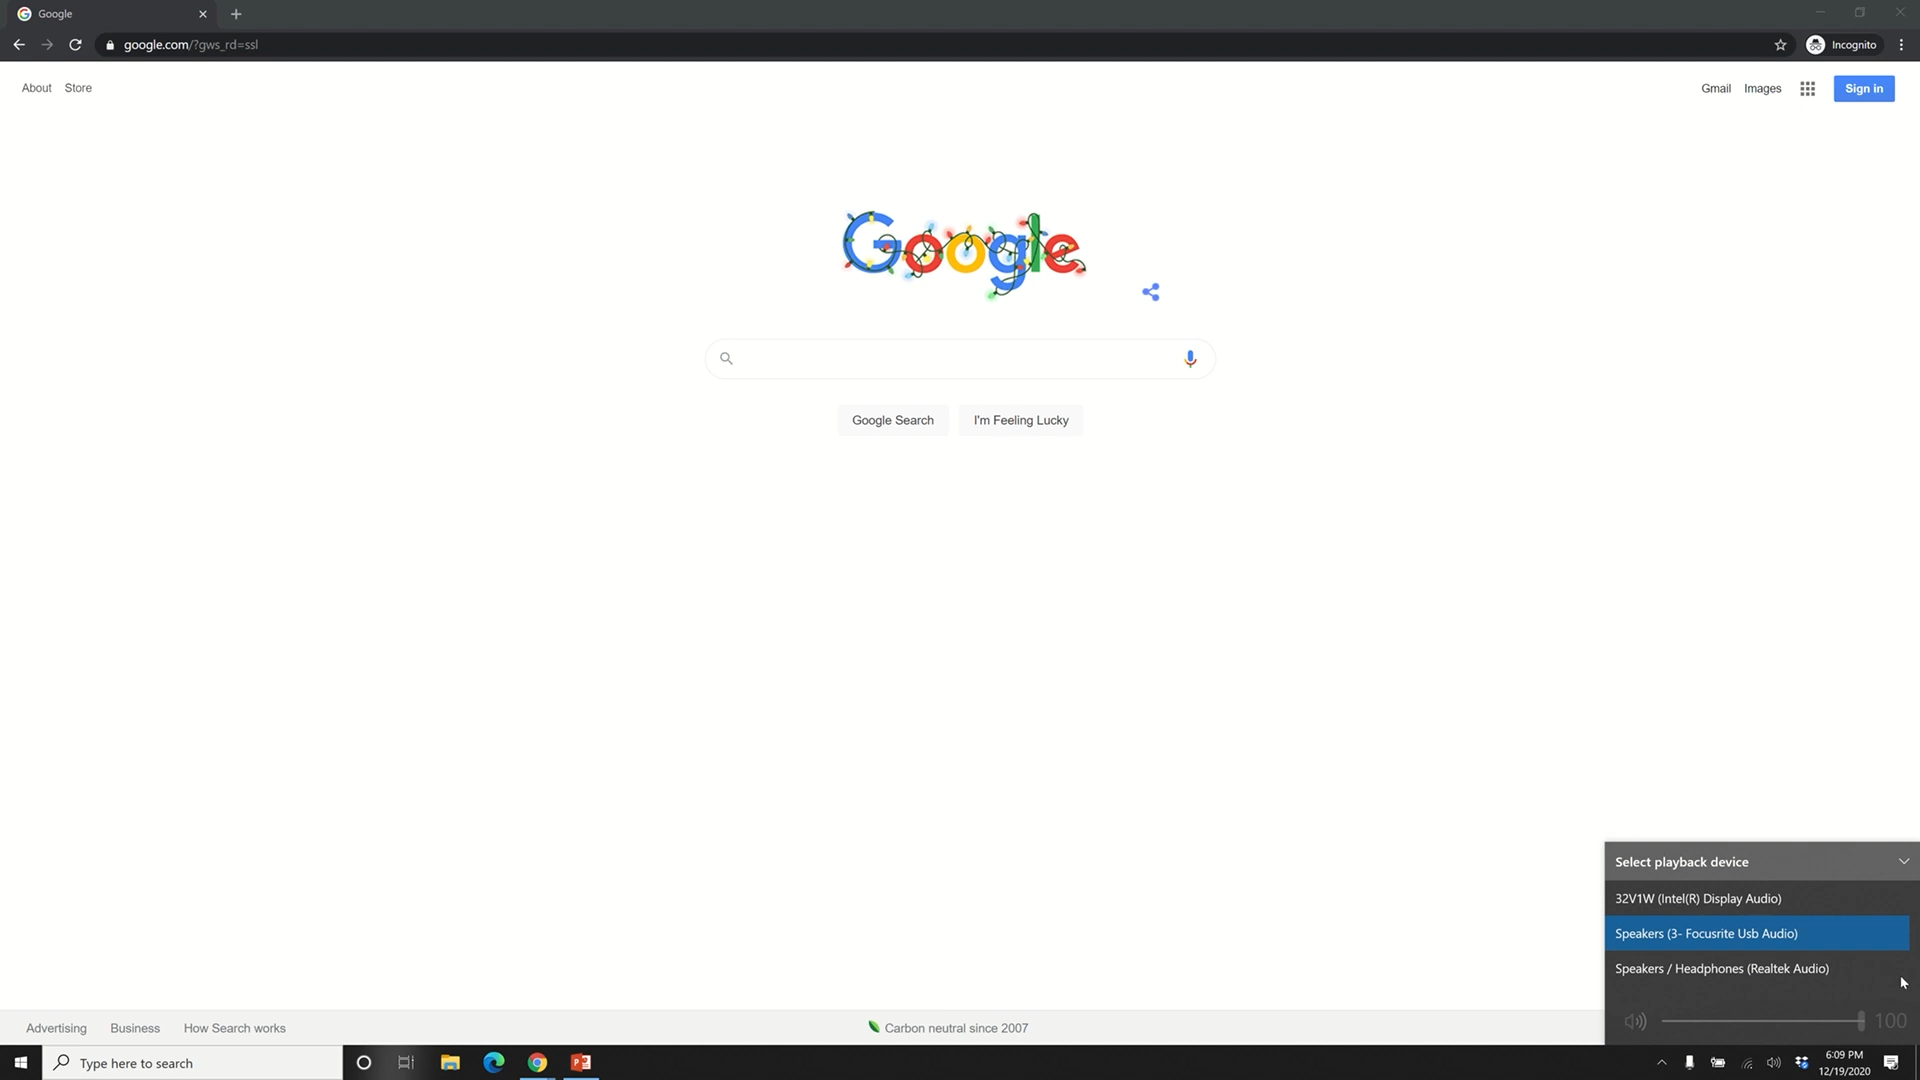 Google
google.com/?gws_rd=ssl
Incognito
About Store
Gmail Images Sign in
Google
Google Search I'm Feeling Lucky
Select playback device
32V1W (Intel(R) Display Audio)
Speakers (3- Focusrite Usb Audio)
Speakers / Headphones (Realtek Audio)
100
Advertising Business How Search works
Carbon neutral since 2007
Type here to search
6:09 PM
12/19/2020